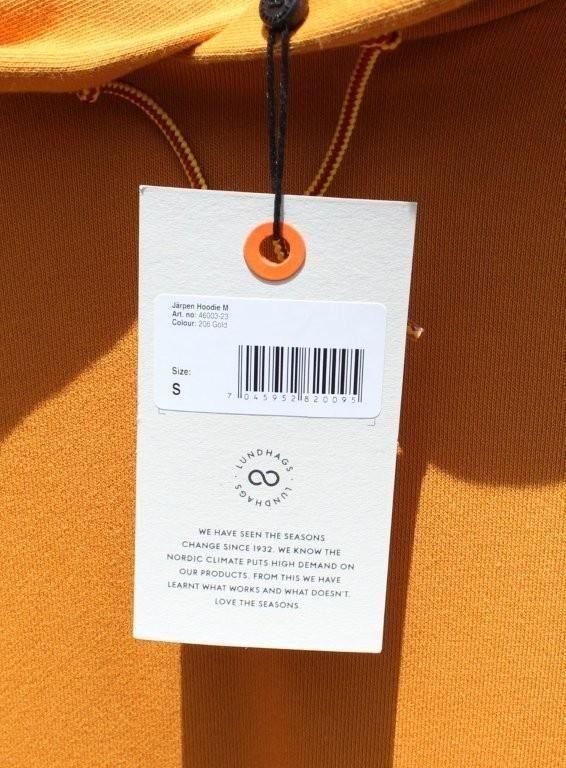 Järpen Hoodie M
Art. no: 46003-23
Colour: 206 Gold
Size:
S
7 045952 820095
LUNDHAGS · LUNDHAGS ·
WE HAVE SEEN THE SEASONS
CHANGE SINCE 1932. WE KNOW THE
NORDIC CLIMATE PUTS HIGH DEMAND ON
OUR PRODUCTS. FROM THIS WE HAVE
LEARNT WHAT WORKS AND WHAT DOESN'T.
LOVE THE SEASONS